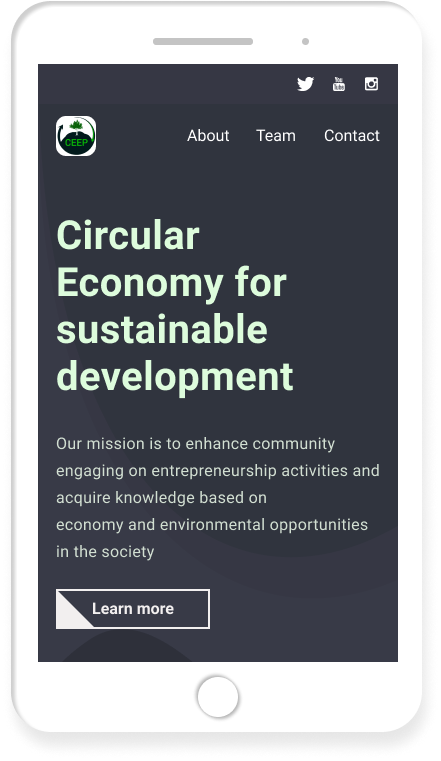 You
Tube
CEEP
About Team Contact
Circular
Economy for
sustainable
development
Our mission is to enhance community
engaging on entrepreneurship activities and
acquire knowledge based on
economy and environmental opportunities
in the society
Learn more